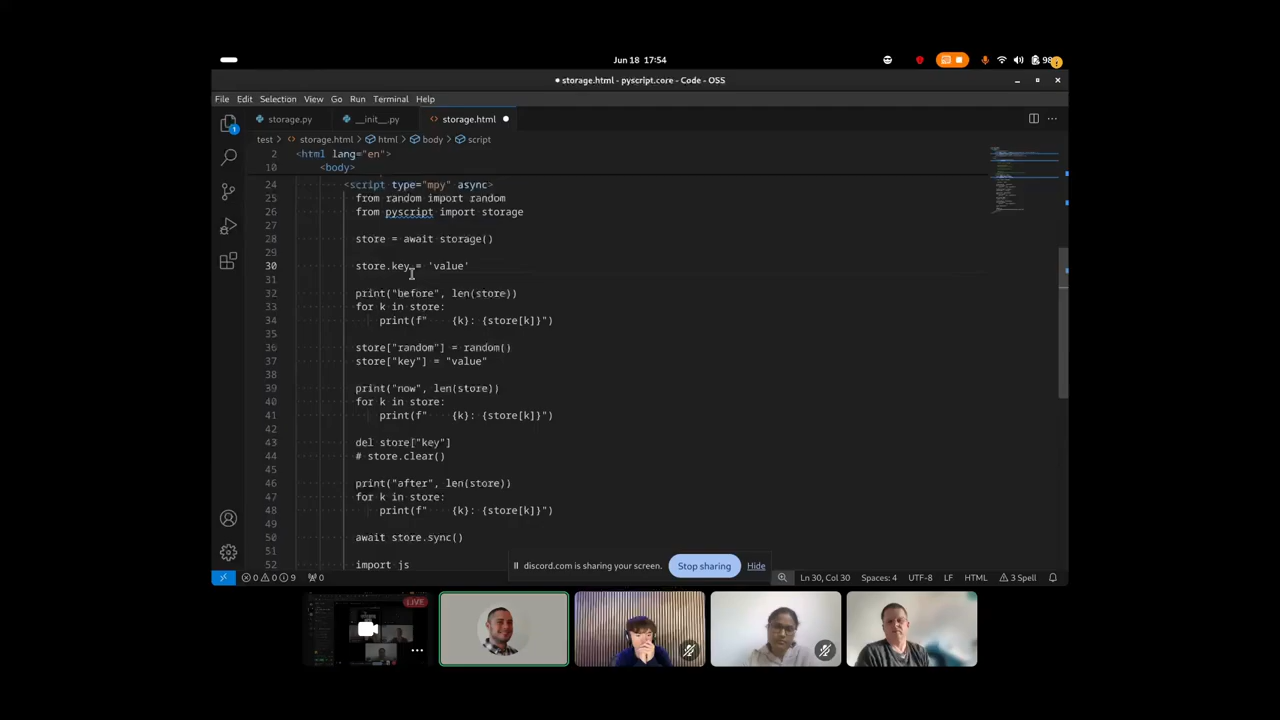 Jun 18 17:54
98
storage.html - pyscript.core - Code - OSS
File Edit Selection View Go Run Terminal Help
1
storage.py
__init__.py
storage.html
test > storage.html > html > body > script
2 <html lang="en">
10 <body>
24 <script type="mpy" async>
25 from random import random
26 from pyscript import storage
27
28 store = await storage()
29
30 store.key = 'value'
31
32 print("before", len(store))
33 for k in store:
34 print(f" {k}: {store[k]}")
35
36 store["random"] = random()
37 store["key"] = "value"
38
39 print("now", len(store))
40 for k in store:
41 print(f" {k}: {store[k]}")
42
43 del store["key"]
44 # store.clear()
45
46 print("after", len(store))
47 for k in store:
48 print(f" {k}: {store[k]}")
49
50 await store.sync()
51
52 import js
discord.com is sharing your screen. Stop sharing Hide
0 0 9 0 Ln 30, Col 30 Spaces: 4 UTF-8 LF HTML 3 Spell
LIVE